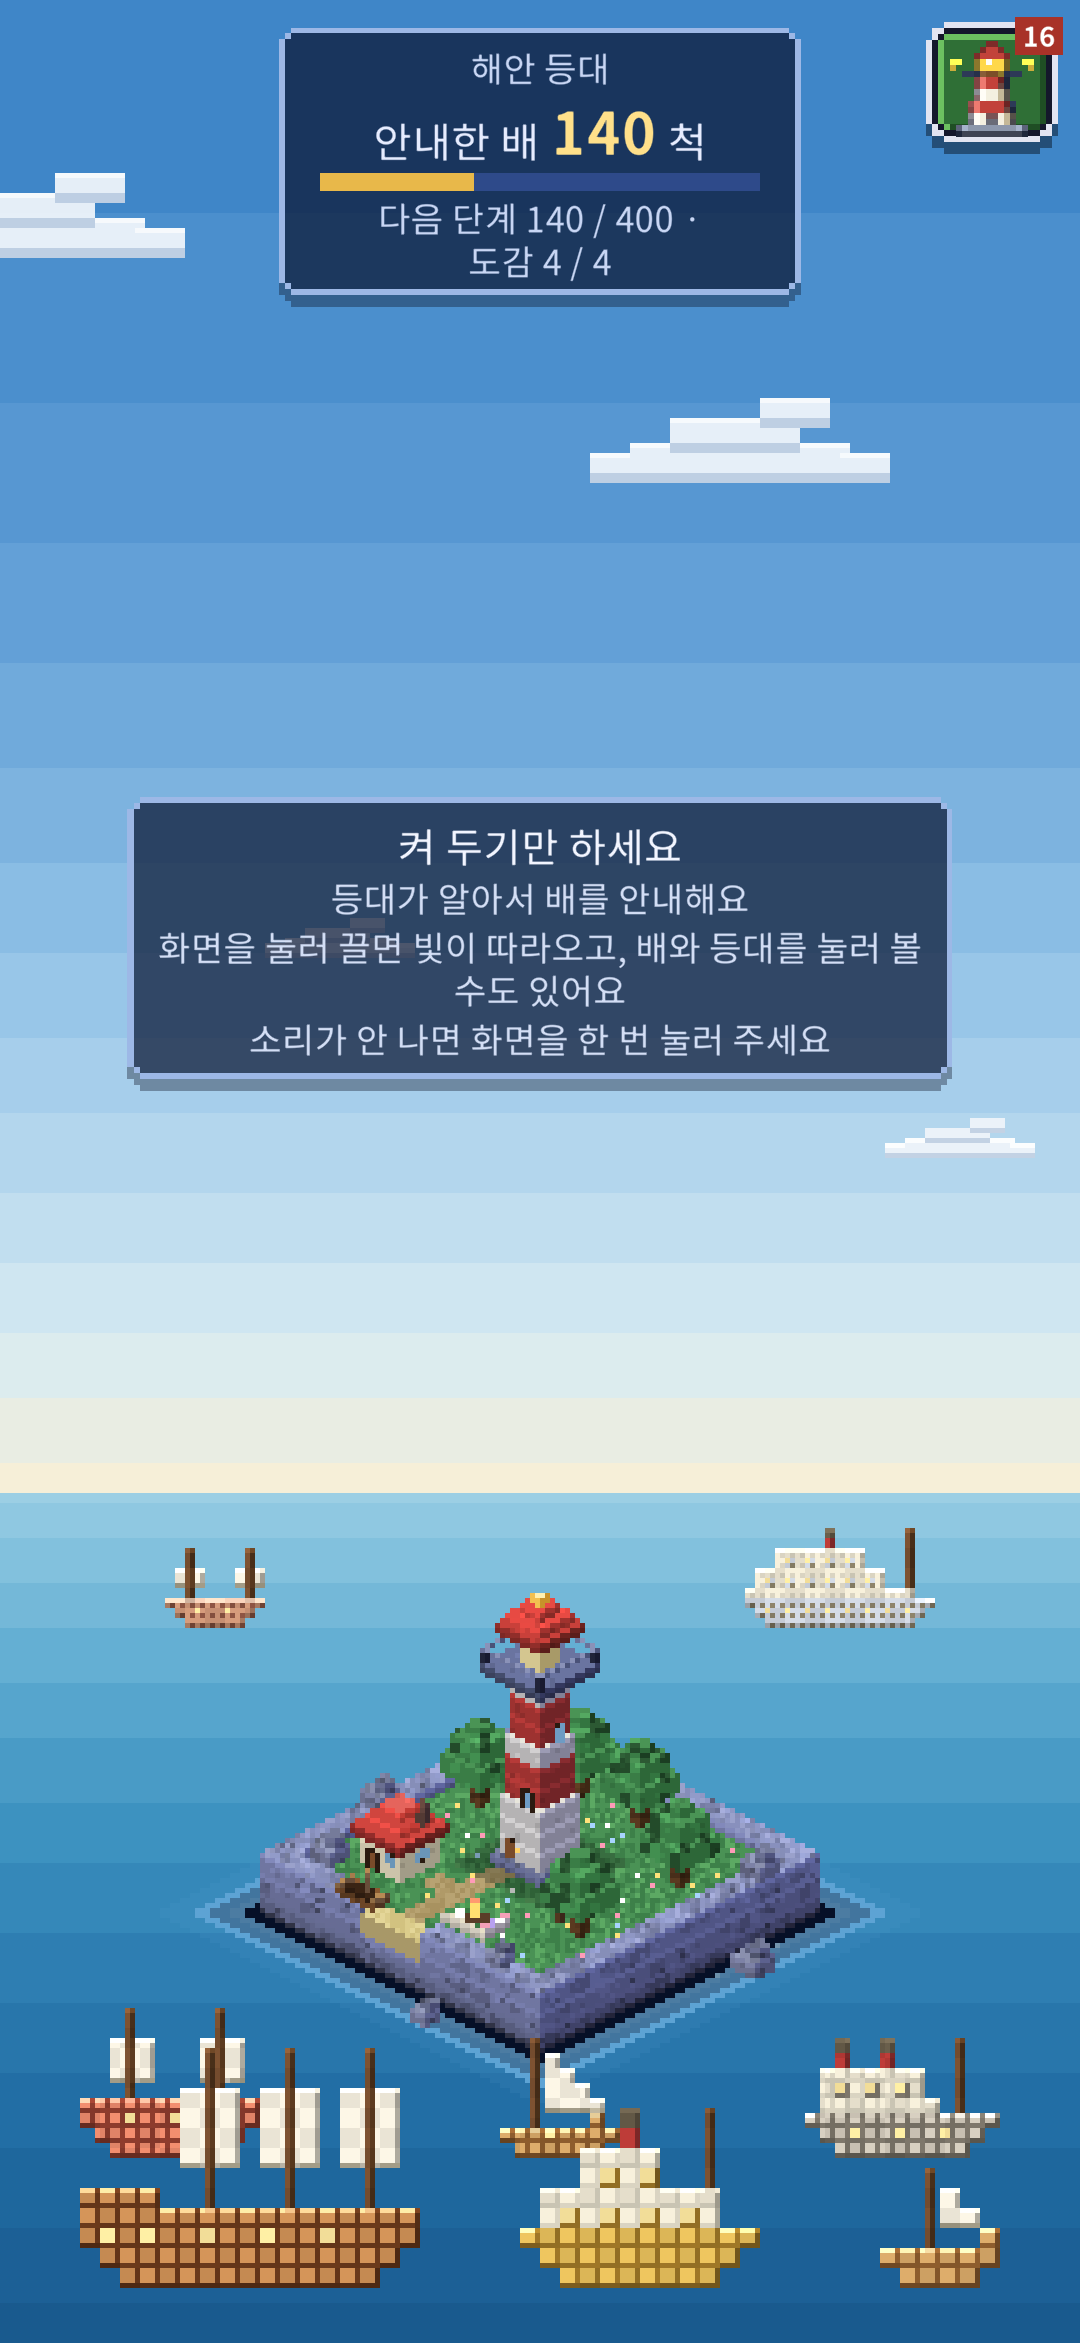 16
해안 등대
안내한 배 140 척
다음 단계 140 / 400 ·
도감 4 / 4
켜 두기만 하세요
등대가 알아서 배를 안내해요
화면을 눌러 끌면 빛이 따라오고, 배와 등대를 눌러 볼
수도 있어요
소리가 안 나면 화면을 한 번 눌러 주세요